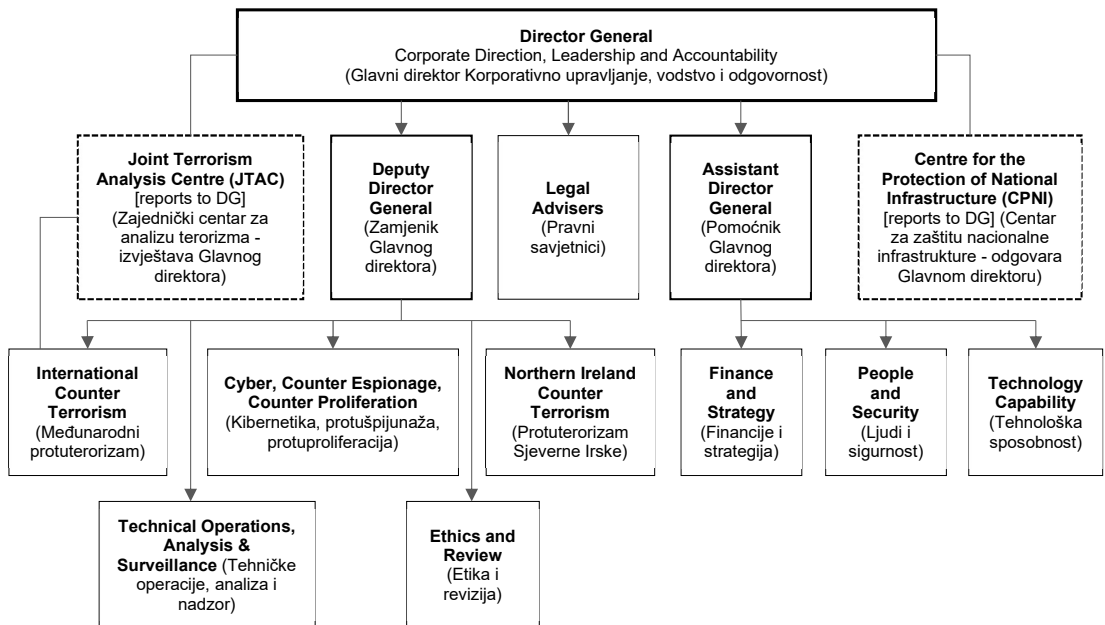 Director General
Corporate Direction, Leadership and Accountability
(Glavni direktor Korporativno upravljanje, vodstvo i odgovornost)
Joint Terrorism
Analysis Centre (JTAC)
[reports to DG]
(Zajednički centar za
analizu terorizma -
izvještava Glavnog
direktora)
Deputy
Director
General
(Zamjenik
Glavnog
direktora)
Legal
Advisers
(Pravni
savjetnici)
Assistant
Director
General
(Pomoćnik
Glavnog
direktora)
Centre for the
Protection of National
Infrastructure (CPNI)
[reports to DG] (Centar
za zaštitu nacionalne
infrastrukture - odgovara
Glavnom direktoru)
International
Counter
Terrorism
(Međunarodni
protuterorizam)
Cyber, Counter Espionage,
Counter Proliferation
(Kibernetika, protušpijunaža,
protuproliferacija)
Northern Ireland
Counter
Terrorism
(Protuterorizam
Sjeverne Irske)
Finance
and
Strategy
(Financije i
strategija)
People
and
Security
(Ljudi i
sigurnost)
Technology
Capability
(Tehnološka
sposobnost)
Technical Operations,
Analysis &
Surveillance (Tehničke
operacije, analiza i
nadzor)
Ethics and
Review
(Etika i
revizija)